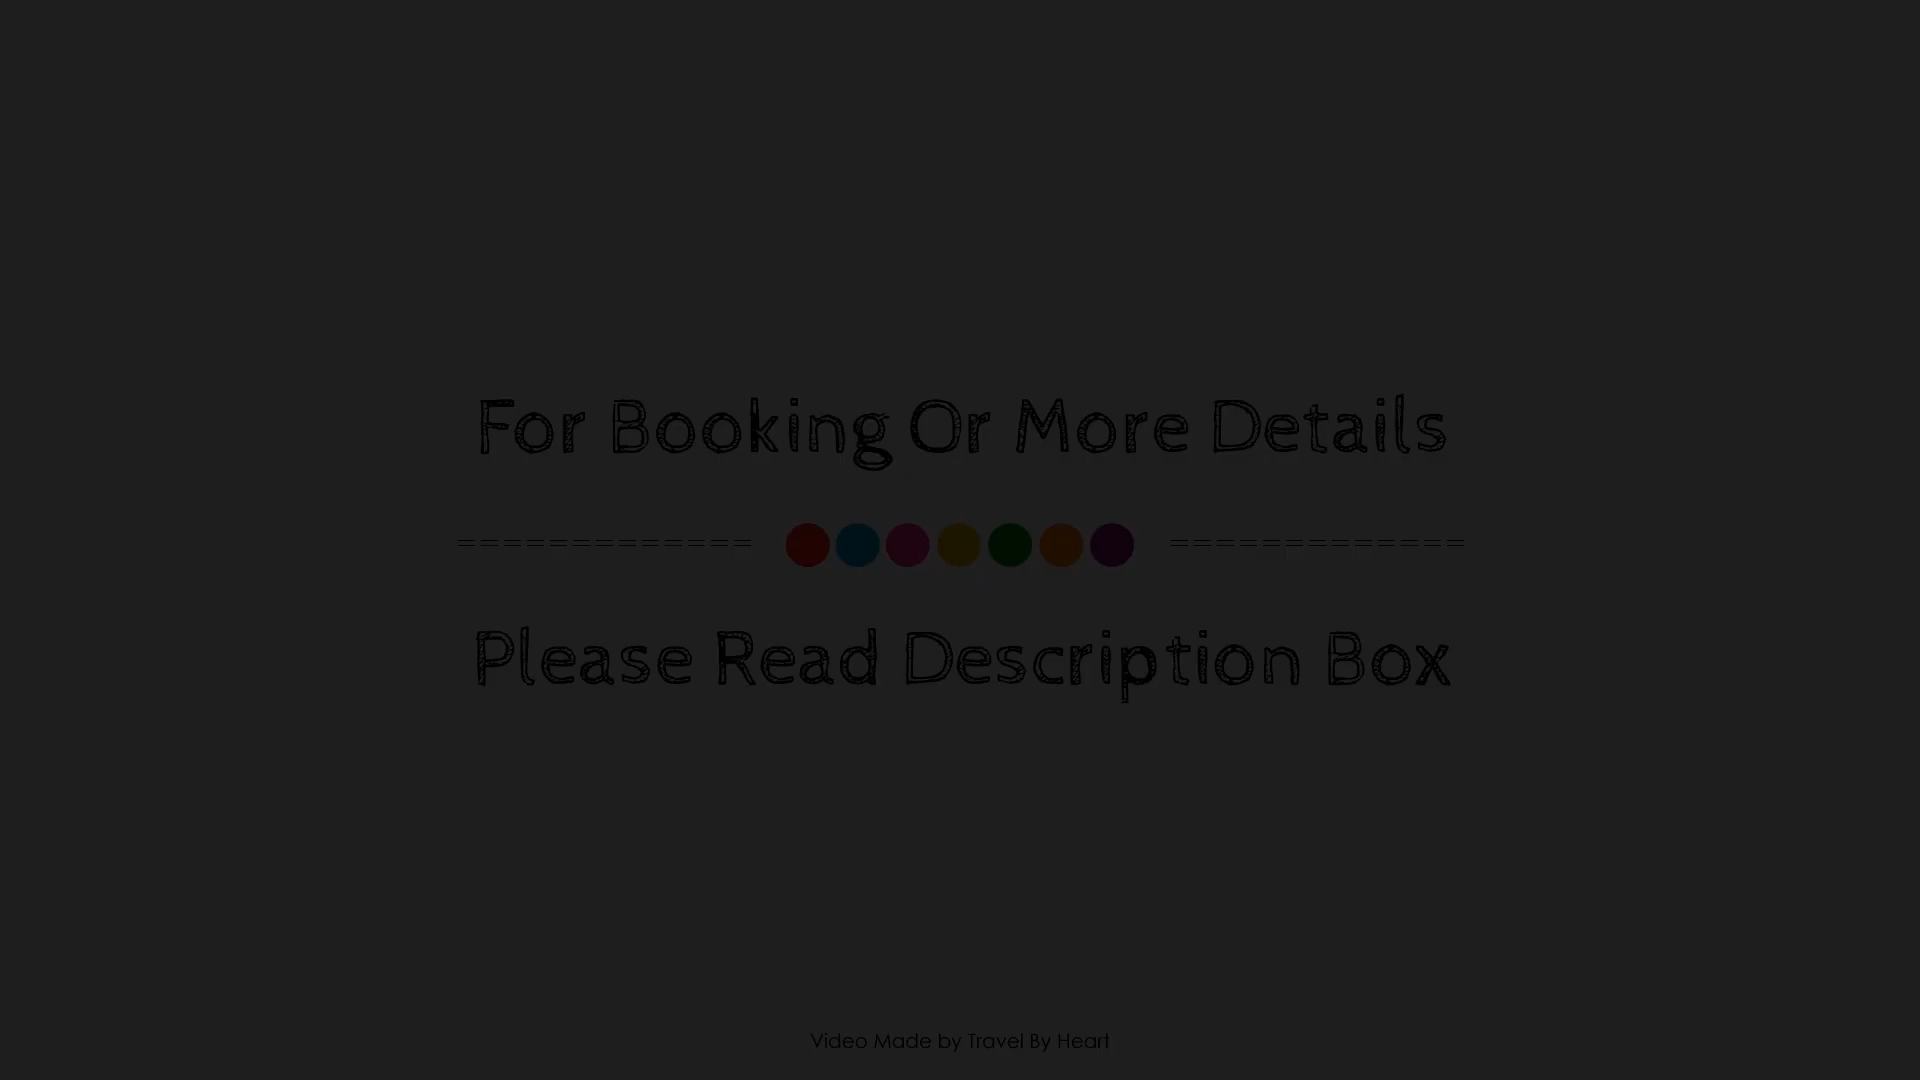 For Booking Or More Details
============= =============
Please Read Description Box
Video Made by Travel By Heart